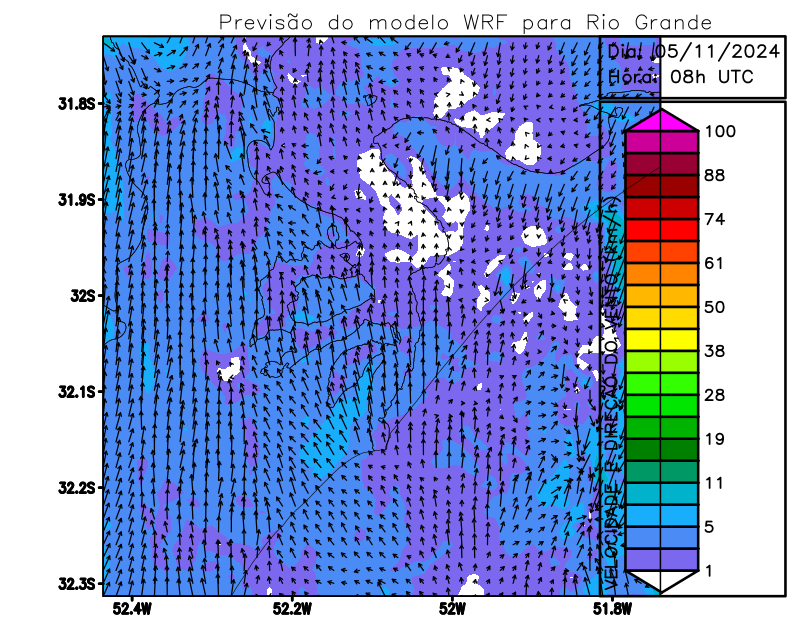 Previsão do modelo WRF para Rio Grande
Dia: 05/11/2024
Hora: 08h UTC
31.8S
31.9S
32S
32.1S
32.2S
32.3S
52.4W
52.2W
52W
51.8W
VELOCIDADE E DIREÇÃO DO VENTO (km/h)
100
88
74
61
50
38
28
19
11
5
1